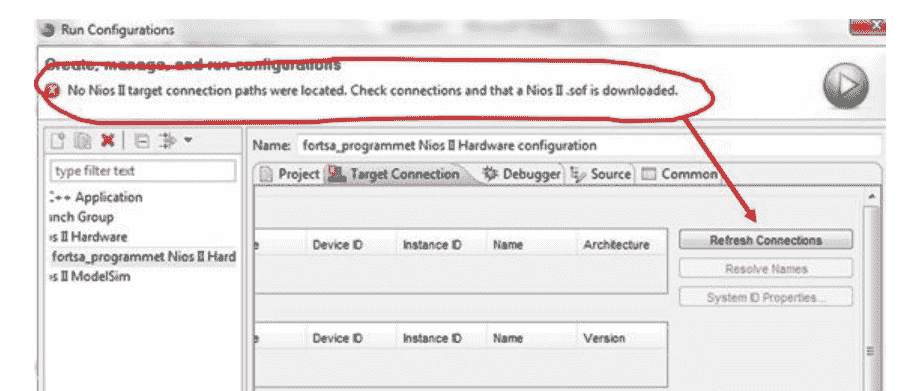 Run Configurations
Create, manage, and run configurations
No Nios II target connection paths were located. Check connections and that a Nios II .sof is downloaded.
type filter text
C++ Application
nch Group
s II Hardware
fortsa_programmet Nios II Hard
s II ModelSim
Name: fortsa_programmet Nios II Hardware configuration
Project Target Connection Debugger Source Common
Device ID Instance ID Name Architecture
Refresh Connections
Resolve Names
System ID Properties...
Device ID Instance ID Name Version